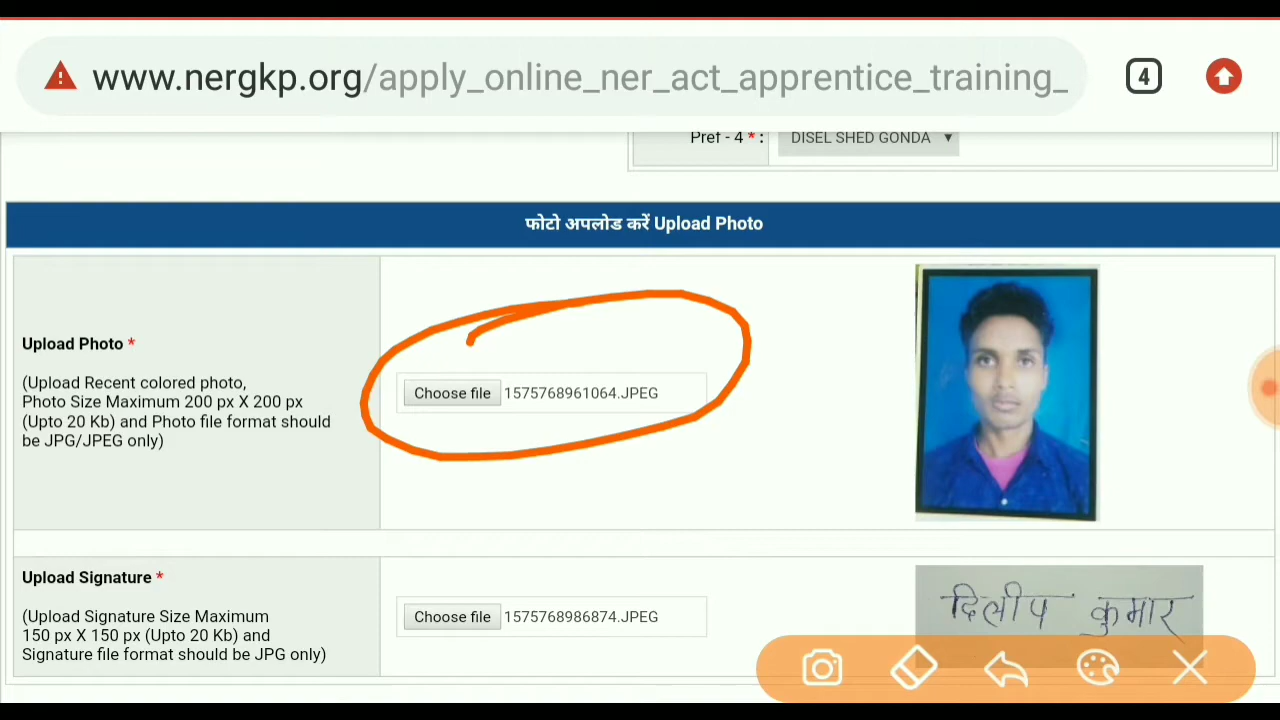 www.nergkp.org/apply_online_ner_act_apprentice_training_
4
Pref - 4 * : DISEL SHED GONDA
फोटो अपलोड करें Upload Photo
Upload Photo *
(Upload Recent colored photo,
Photo Size Maximum 200 px X 200 px
(Upto 20 Kb) and Photo file format should
be JPG/JPEG only)
Choose file 1575768961064.JPEG
Upload Signature *
(Upload Signature Size Maximum
150 px X 150 px (Upto 20 Kb) and
Signature file format should be JPG only)
Choose file 1575768986874.JPEG
दिलीप कुमार